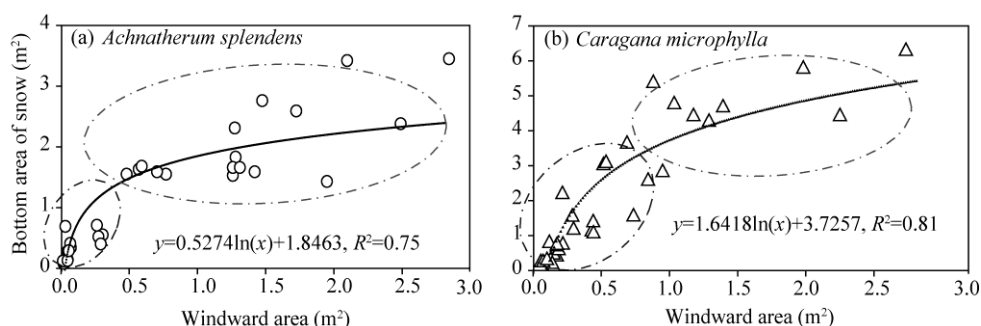 (a) Achnatherum splendens
Bottom area of snow (m²)
4
3
2
1
0
y=0.5274ln(x)+1.8463, R²=0.75
0.0 0.5 1.0 1.5 2.0 2.5 3.0
Windward area (m²)
(b) Caragana microphylla
7
6
5
4
3
2
1
0
y=1.6418ln(x)+3.7257, R²=0.81
0.0 0.5 1.0 1.5 2.0 2.5 3.0
Windward area (m²)